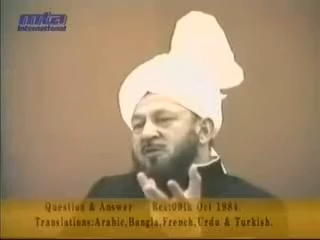 mta
International
Question & Answer Rec:09th Oct 1984.
Translations:Arabic,Bangla,French,Urdu & Turkish.